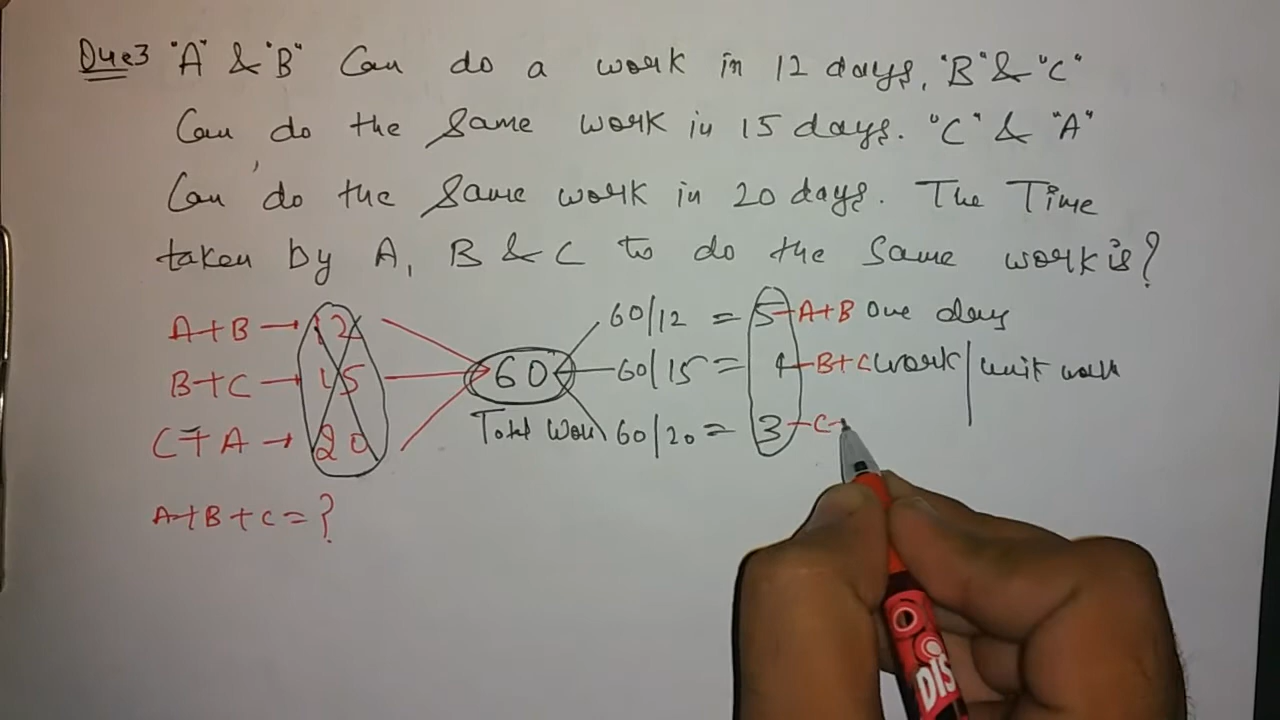 Que3 "A" & "B" Can do a work in 12 days, "B" & "C"
Can do the same work in 15 days. "C" & "A"
Can do the same work in 20 days. The Time
taken by A, B & C to do the same work is?
A+B → 12
B+C → 15
C+A → 20
A+B+C = ?
60
Total work
60/12 = 5 - A+B One day
60/15 = 4 - B+C work / unit work
60/20 = 3 - C-
DIS